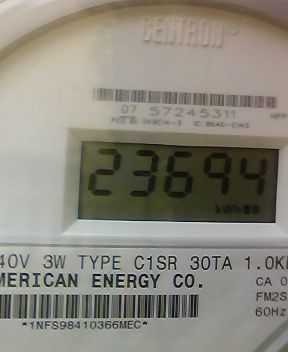 CENTRON®
07 57245311
23694
kWh
40V 3W TYPE C1SR 30TA 1.0K
MERICAN ENERGY CO.
CA 0
FM2S
60Hz
*1NFS98410366MEC*